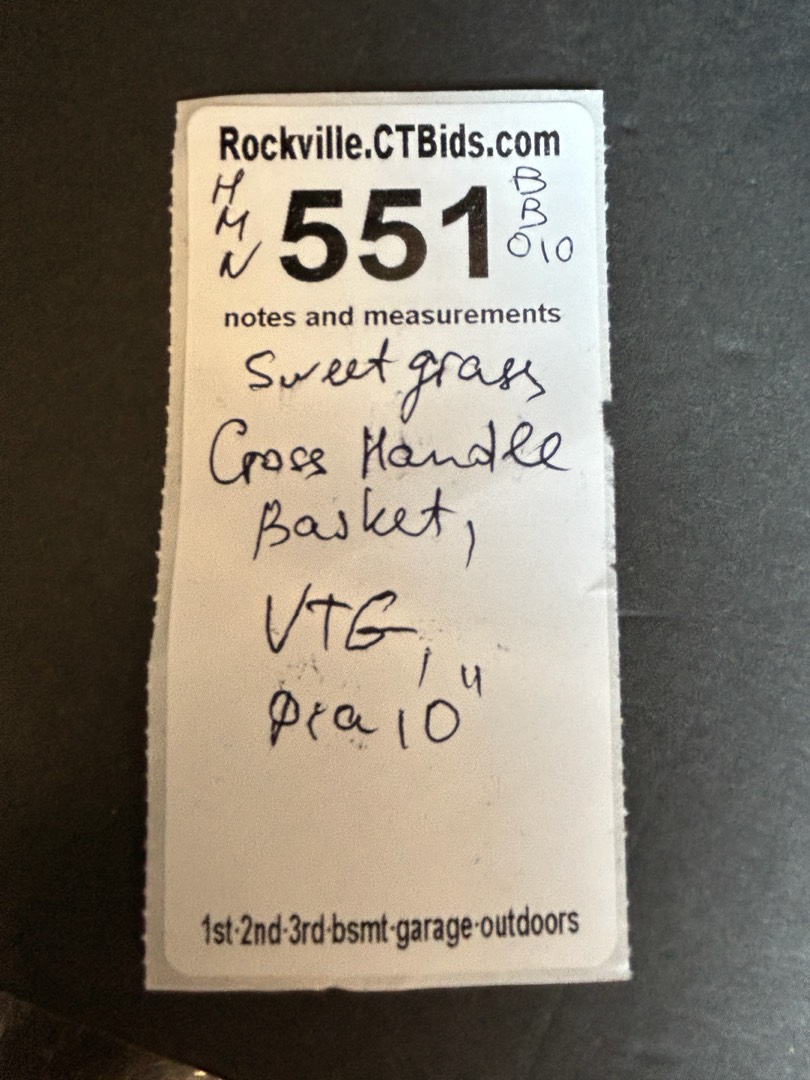 Rockville.CTBids.com
H
M
N
551
B
B
010
notes and measurements
Sweetgrass
Cross Handle
Basket,
VTG,
Dia 10"
1st·2nd·3rd·bsmt·garage·outdoors